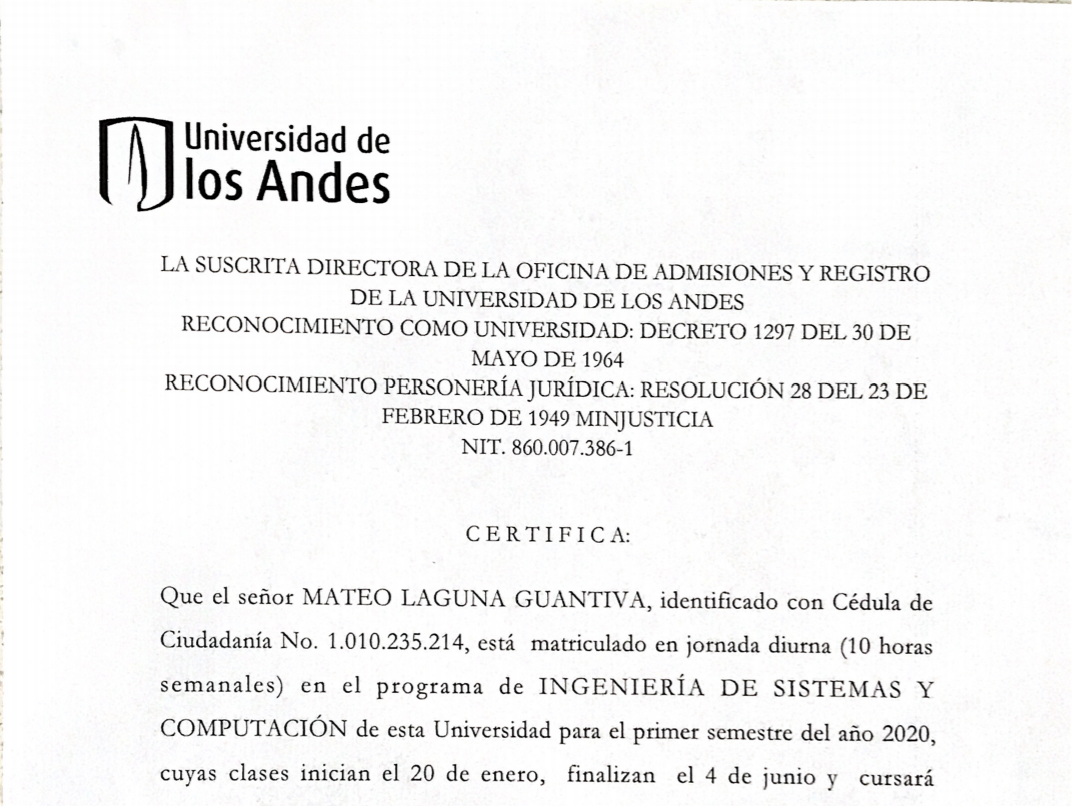 Universidad de
los Andes
LA SUSCRITA DIRECTORA DE LA OFICINA DE ADMISIONES Y REGISTRO
DE LA UNIVERSIDAD DE LOS ANDES
RECONOCIMIENTO COMO UNIVERSIDAD: DECRETO 1297 DEL 30 DE
MAYO DE 1964
RECONOCIMIENTO PERSONERÍA JURÍDICA: RESOLUCIÓN 28 DEL 23 DE
FEBRERO DE 1949 MINJUSTICIA
NIT. 860.007.386-1
C E R T I F I C A:
Que el señor MATEO LAGUNA GUANTIVA, identificado con Cédula de
Ciudadanía No. 1.010.235.214, está matriculado en jornada diurna (10 horas
semanales) en el programa de INGENIERÍA DE SISTEMAS Y
COMPUTACIÓN de esta Universidad para el primer semestre del año 2020,
cuyas clases inician el 20 de enero, finalizan el 4 de junio y cursará